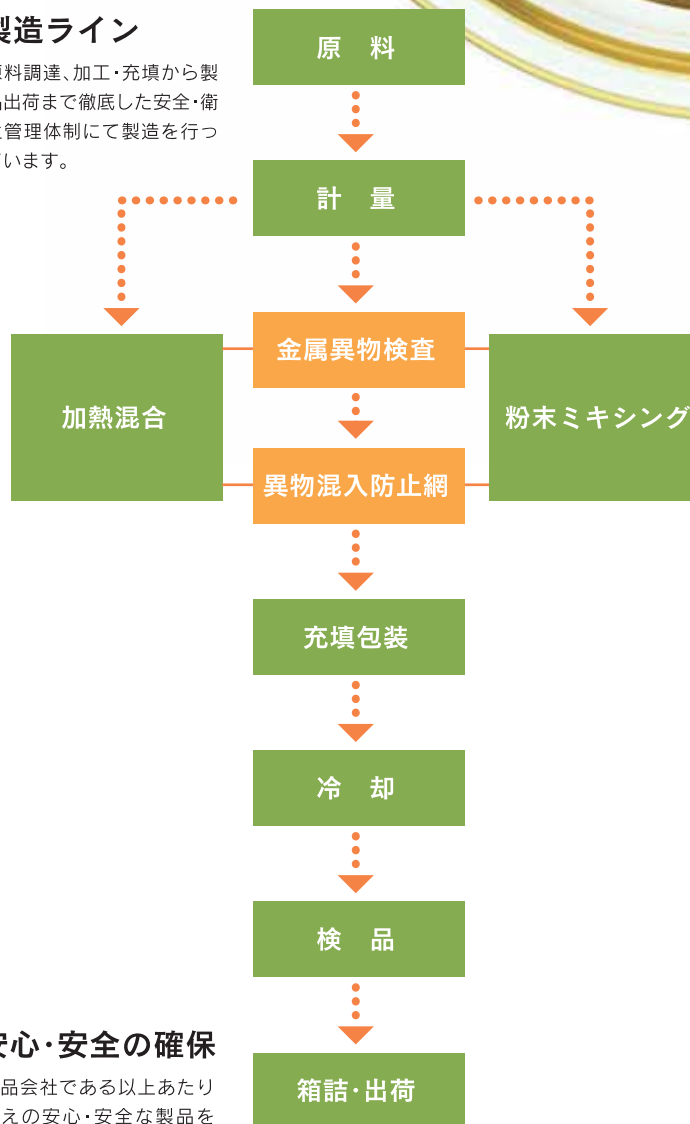 製造ライン
原料調達、加工・充填から製
品出荷まで徹底した安全・衛
生管理体制にて製造を行っ
ています。
原　料
計　量
金属異物検査
加熱混合
粉末ミキシング
異物混入防止網
充填包装
冷　却
検　品
安心・安全の確保
品会社である以上あたり
えの安心・安全な製品を
箱詰・出荷